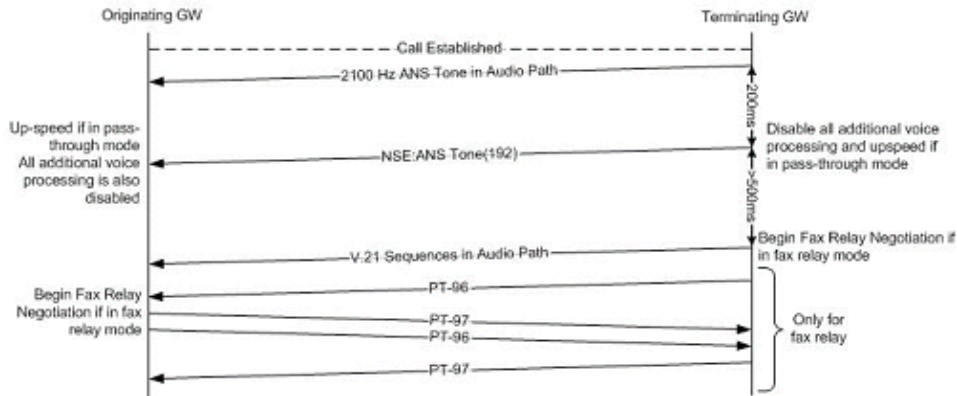 Originating GW
Terminating GW
Call Established
2100 Hz ANS Tone in Audio Path
200ms
Up-speed if in pass-
through mode
All additional voice
processing is also
disabled
NSE:ANS Tone(192)
Disable all additional voice
processing and upspeed if
in pass-through mode
>500ms
V.21 Sequences in Audio Path
Begin Fax Relay Negotiation if
in fax relay mode
PT-96
Begin Fax Relay
Negotiation if in fax
relay mode
PT-97
PT-96
Only for
fax relay
PT-97